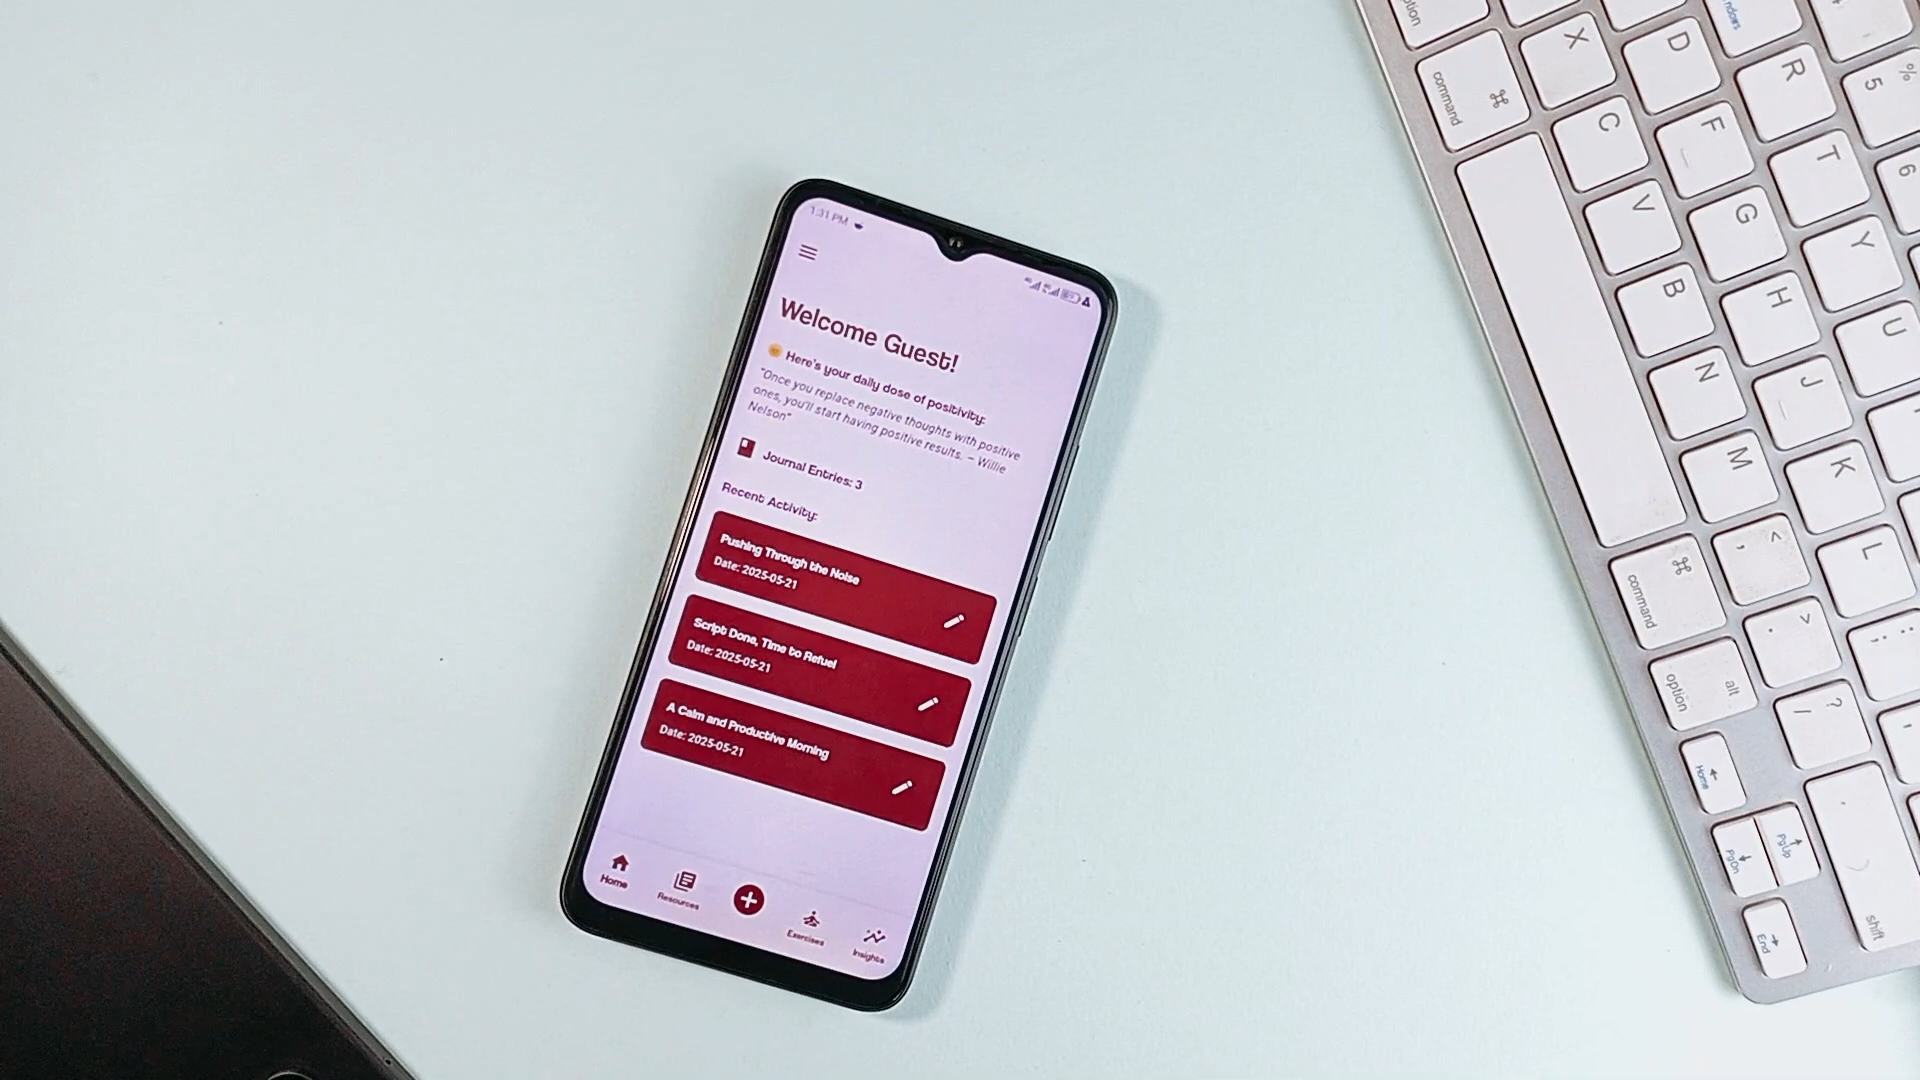 1:31 PM
Welcome Guest!
Here's your daily dose of positivity:
"Once you replace negative thoughts with positive
ones, you'll start having positive results. – Willie
Nelson"
Journal Entries: 3
Recent Activity:
Pushing Through the Noise
Date: 2025-05-21
Script Done, Time to Refuel
Date: 2025-05-21
A Calm and Productive Morning
Date: 2025-05-21
Home
Resources
Exercises
Insights
option
command ⌘
X
D
R
% 5
C
F
T
6
V
G
Y
B
H
U
N
J
M
K
< ,
L
command ⌘
> .
: ;
option alt
? /
Home
PgDn
PgUp
shift
End